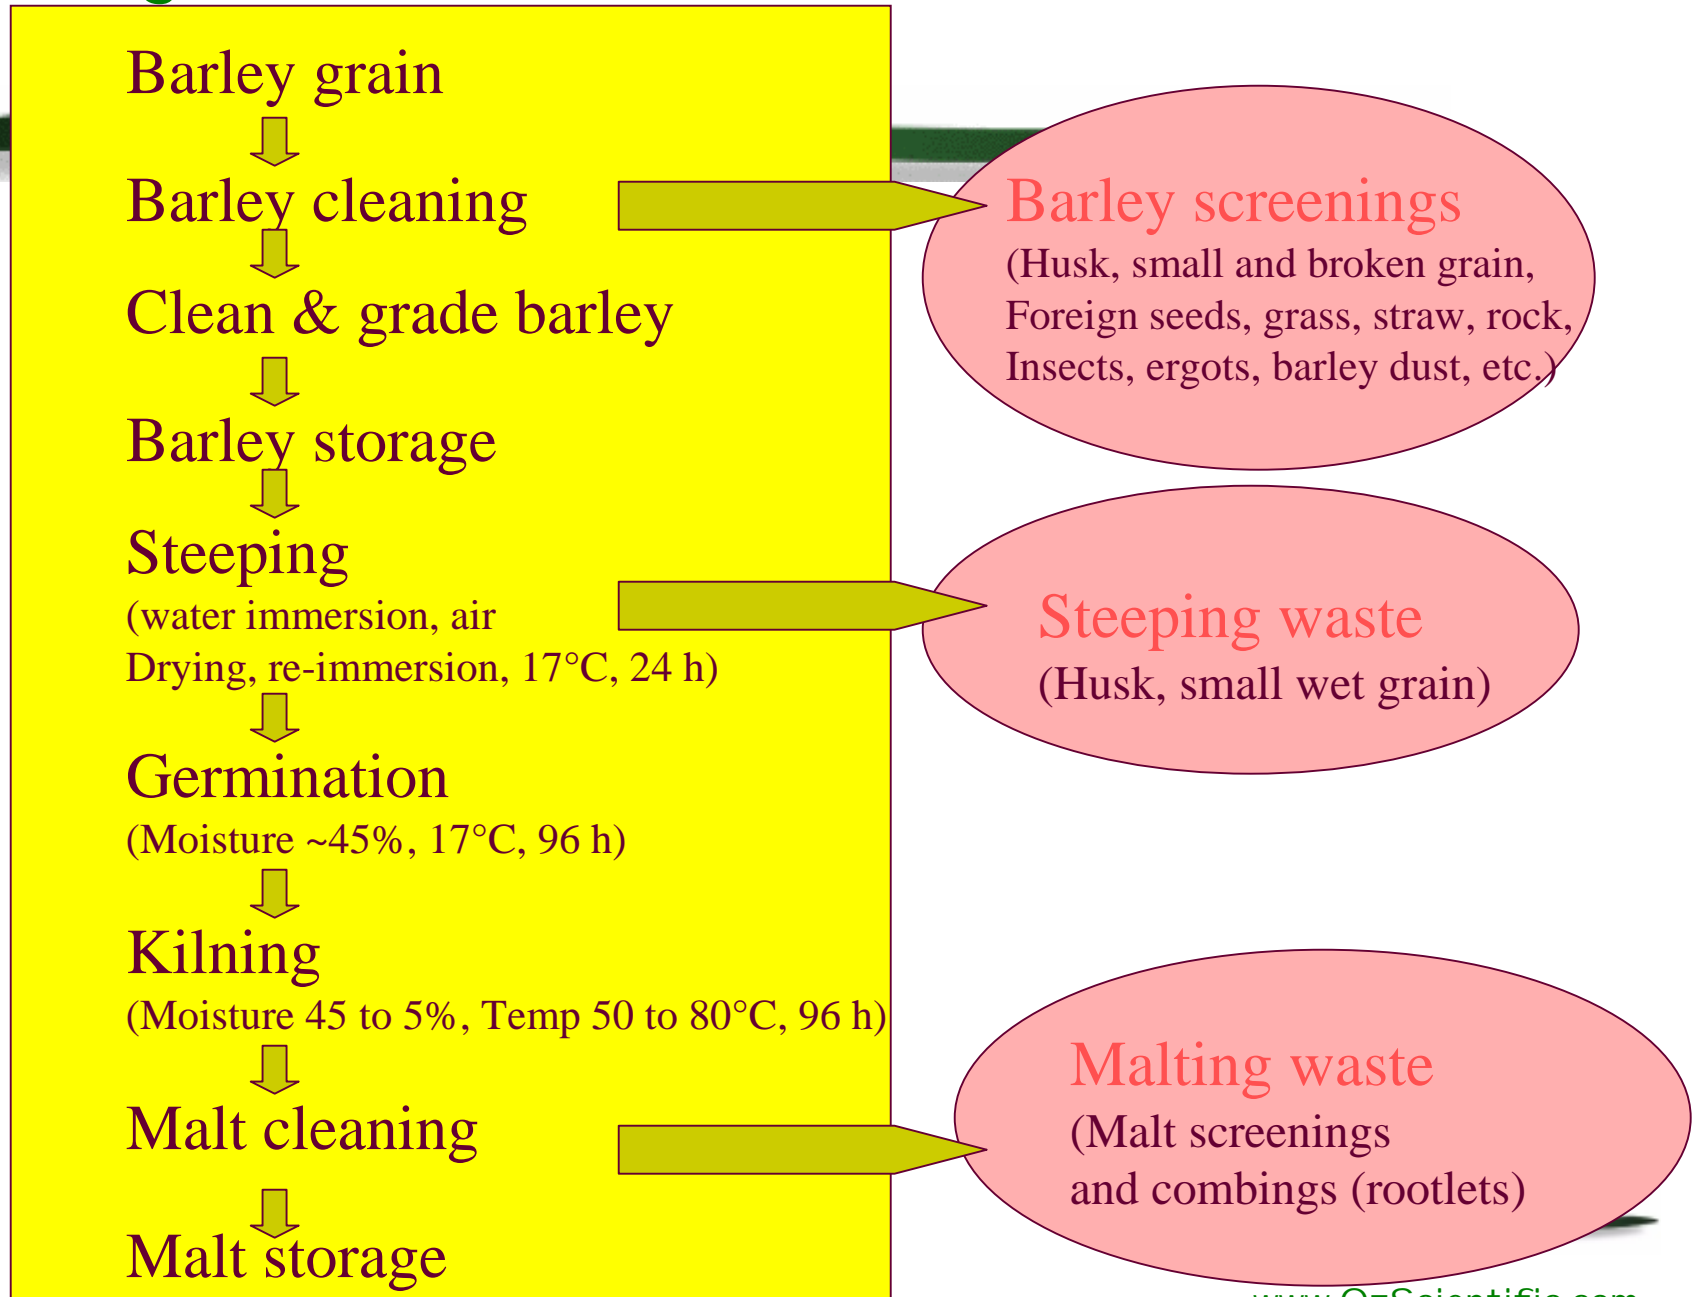 Barley grain
Barley cleaning
Clean & grade barley
Barley storage
Steeping
(water immersion, air
Drying, re-immersion, 17°C, 24 h)
Germination
(Moisture ~45%, 17°C, 96 h)
Kilning
(Moisture 45 to 5%, Temp 50 to 80°C, 96 h)
Malt cleaning
Malt storage
Barley screenings
(Husk, small and broken grain,
Foreign seeds, grass, straw, rock,
Insects, ergots, barley dust, etc.)
Steeping waste
(Husk, small wet grain)
Malting waste
(Malt screenings
and combings (rootlets)
www.OzScientific.com